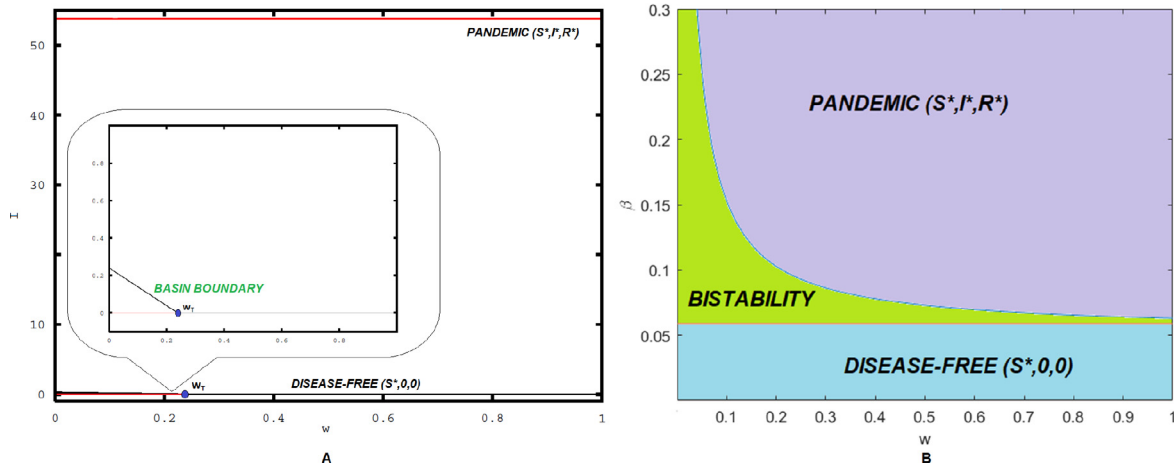 PANDEMIC (S*,I*,R*)
50
40
30
20
10
0
I
0.8
0.6
0.4
0.2
0
BASIN BOUNDARY
wT
0
0.2
0.4
0.6
0.8
wT
DISEASE-FREE (S*,0,0)
0
0.2
0.4
0.6
0.8
1
w
A
0.3
0.25
0.2
0.15
0.1
0.05
β
PANDEMIC (S*,I*,R*)
BISTABILITY
DISEASE-FREE (S*,0,0)
0.1
0.2
0.3
0.4
0.5
0.6
0.7
0.8
0.9
1
w
B